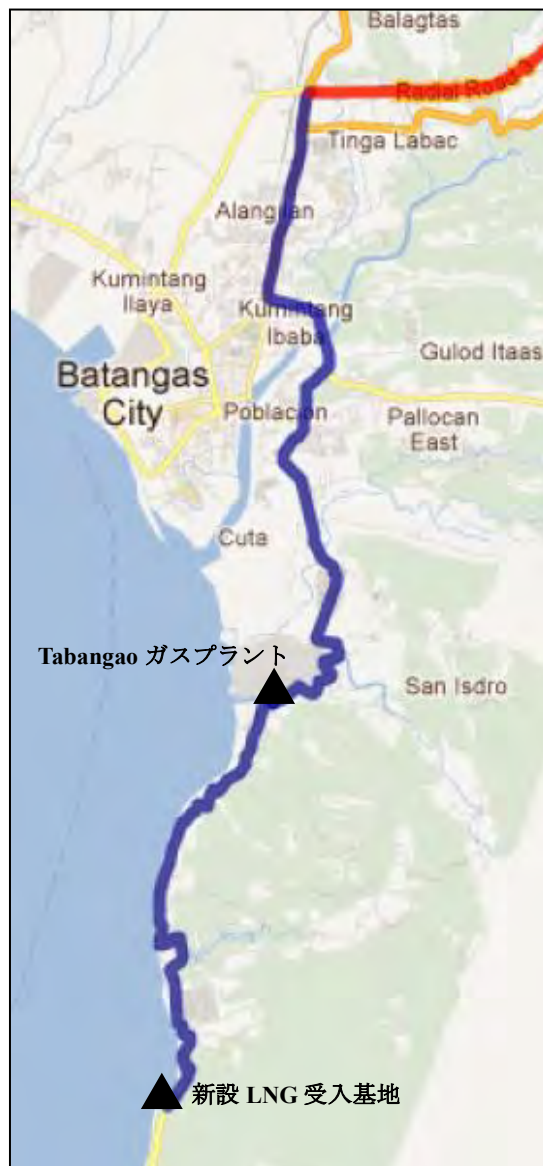 Balagtas
Radial Road 3
Tinga Labac
Alangilan
Kumintang
Ilaya
Kumintang
Ibaba
Gulod Itaas
Batangas
City
Poblacion
Pallocan
East
Cuta
Tabangao ガスプラント
San Isdro
新設 LNG 受入基地